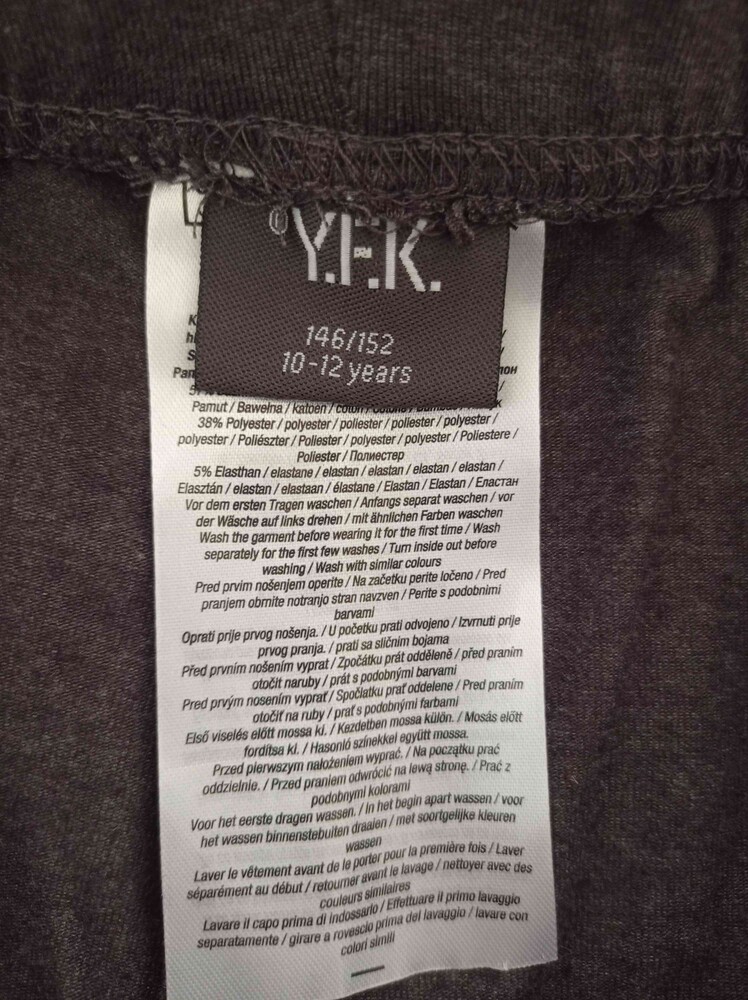 Y.F.K.
146/152
10-12 years
Pamut / Bawełna / katoen / coton
38% Polyester / polyester / poliester / poliester / polyester /
polyester / Poliészter / Poliester / polyester / polyester / Poliestere /
Poliester / Полиестер
5% Elasthan / elastane / elastan / elastan / elastan / elastan /
Elasztán / elastan / elastaan / élastane / Elastan / Elastan / Еластан
Vor dem ersten Tragen waschen / Anfangs separat waschen / vor
der Wäsche auf links drehen / mit ähnlichen Farben waschen
Wash the garment before wearing it for the first time / Wash
separately for the first few washes / Turn inside out before
washing / Wash with similar colours
Pred prvim nošenjem operite / Na začetku perite ločeno / Pred
pranjem obrnite notranjo stran navzven / Perite s podobnimi
barvami
Oprati prije prvog nošenja. / U početku prati odvojeno / Izvrnuti prije
prvog pranja. / prati sa sličnim bojama
Před prvním nošením vyprat / Zpočátku prát odděleně / před praním
otočit naruby / prát s podobnými barvami
Pred prvým nosením vyprať / Spočiatku prať oddelene / Pred praním
otočiť na ruby / prať s podobnými farbami
Első viselés előtt mossa ki. / Kezdetben mossa külön. / Mosás előtt
fordítsa ki. / Hasonló színekkel együtt mossa.
Przed pierwszym nałożeniem wyprać. / Na początku prać
oddzielnie. / Przed praniem odwrócić na lewą stronę. / Prać z
podobnymi kolorami
Voor het eerste dragen wassen. / In het begin apart wassen / voor
het wassen binnenstebuiten draaien / met soortgelijke kleuren
wassen
Laver le vêtement avant de le porter pour la première fois / Laver
séparément au début / retourner avant le lavage / nettoyer avec des
couleurs similaires
Lavare il capo prima di indossarlo / Effettuare il primo lavaggio
separatamente / girare a rovescio prima del lavaggio / lavare con
colori simili